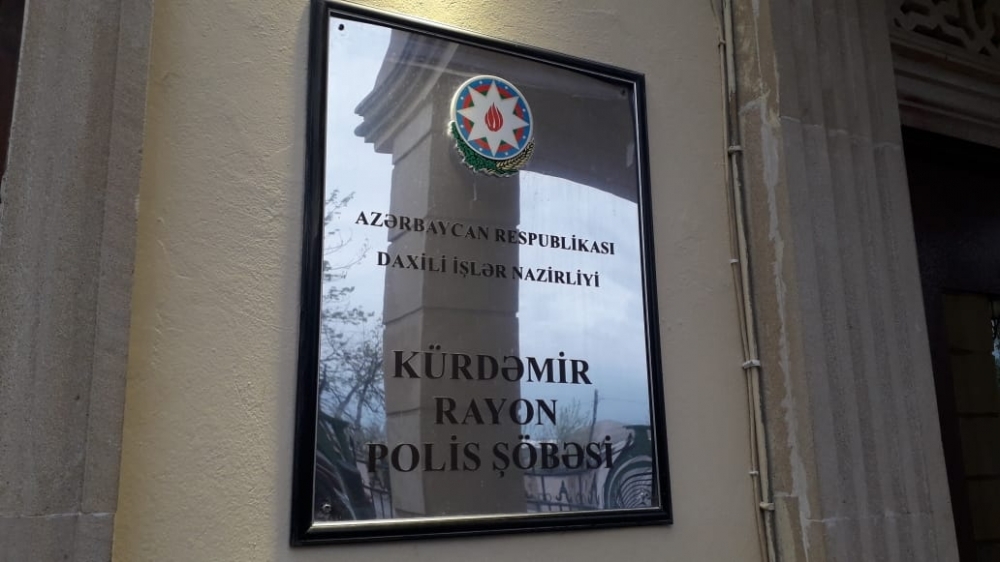 AZƏRBAYCAN RESPUBLİKASI
DAXİLİ İŞLƏR NAZİRLİYİ
KÜRDƏMİR
RAYON
POLİS ŞÖBƏSİ